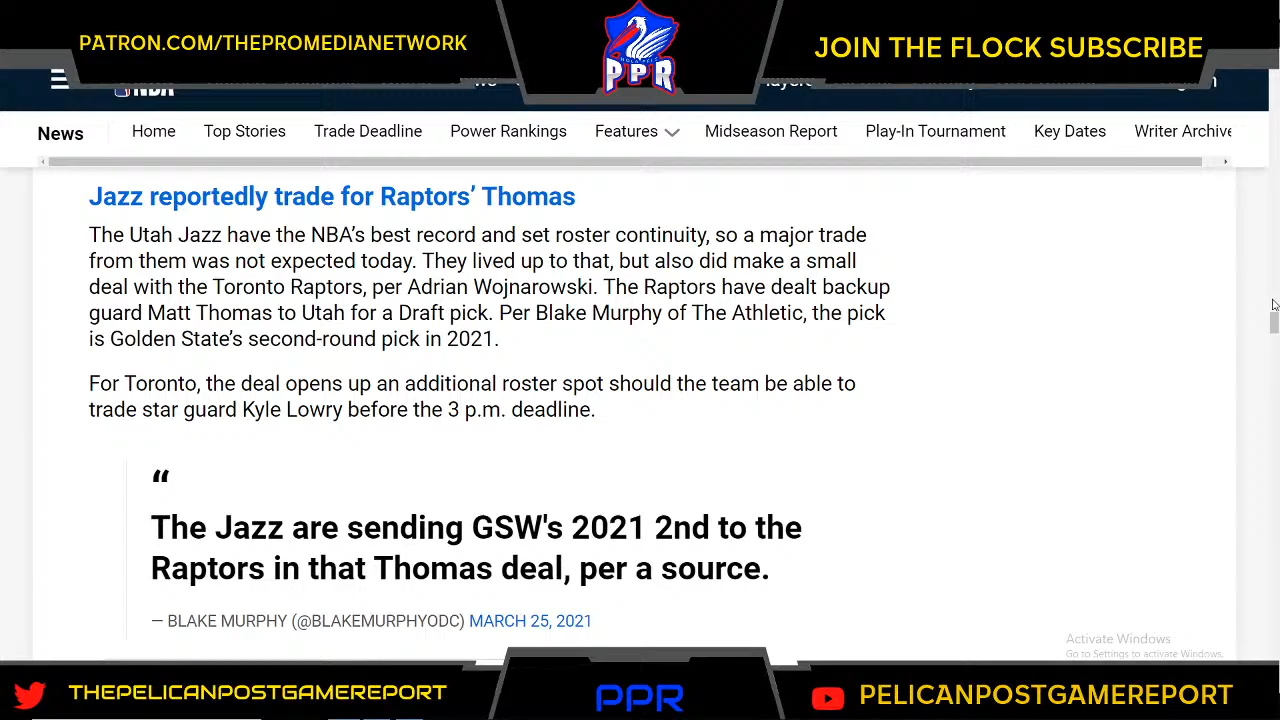 PATRON.COM/THEPROMEDIANETWORK
PPR
JOIN THE FLOCK SUBSCRIBE
NBA
News
Home
Top Stories
Trade Deadline
Power Rankings
Features
Midseason Report
Play-In Tournament
Key Dates
Writer Archive
Jazz reportedly trade for Raptors’ Thomas
The Utah Jazz have the NBA’s best record and set roster continuity, so a major trade
from them was not expected today. They lived up to that, but also did make a small
deal with the Toronto Raptors, per Adrian Wojnarowski. The Raptors have dealt backup
guard Matt Thomas to Utah for a Draft pick. Per Blake Murphy of The Athletic, the pick
is Golden State’s second-round pick in 2021.
For Toronto, the deal opens up an additional roster spot should the team be able to
trade star guard Kyle Lowry before the 3 p.m. deadline.
“
The Jazz are sending GSW's 2021 2nd to the
Raptors in that Thomas deal, per a source.
— BLAKE MURPHY (@BLAKEMURPHYODC) MARCH 25, 2021
Activate Windows
Go to Settings to activate Windows.
THEPELICANPOSTGAMEREPORT
PPR
PELICANPOSTGAMEREPORT